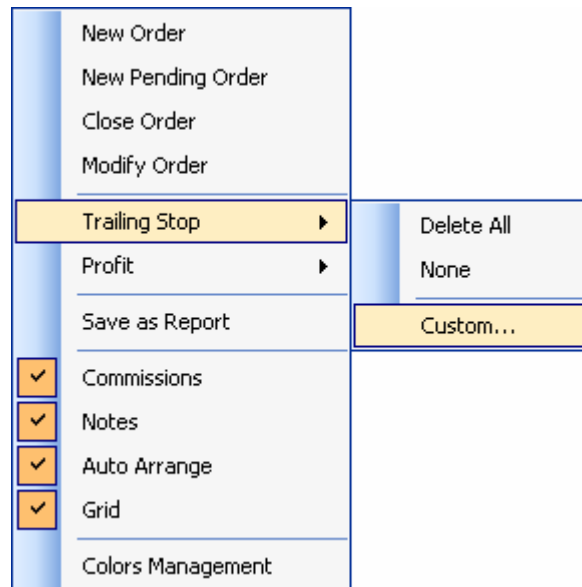 New Order
New Pending Order
Close Order
Modify Order
Trailing Stop
Delete All
Profit
None
Save as Report
Custom...
Commissions
Notes
Auto Arrange
Grid
Colors Management